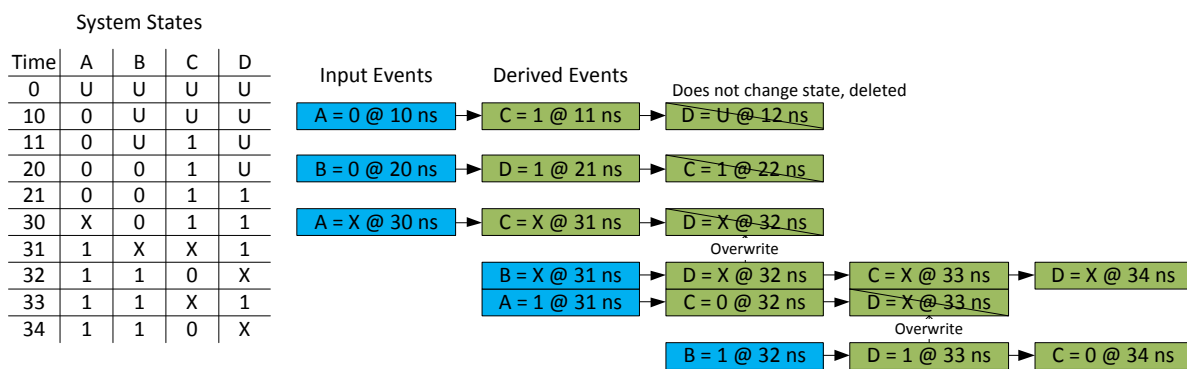 System States
Time A B C D
0 U U U U
10 0 U U U
11 0 U 1 U
20 0 0 1 U
21 0 0 1 1
30 X 0 1 1
31 1 X X 1
32 1 1 0 X
33 1 1 X 1
34 1 1 0 X
Input Events Derived Events
Does not change state, deleted
A = 0 @ 10 ns C = 1 @ 11 ns D = U @ 12 ns
B = 0 @ 20 ns D = 1 @ 21 ns C = 1 @ 22 ns
A = X @ 30 ns C = X @ 31 ns D = X @ 32 ns
Overwrite
B = X @ 31 ns D = X @ 32 ns C = X @ 33 ns D = X @ 34 ns
A = 1 @ 31 ns C = 0 @ 32 ns D = X @ 33 ns
Overwrite
B = 1 @ 32 ns D = 1 @ 33 ns C = 0 @ 34 ns